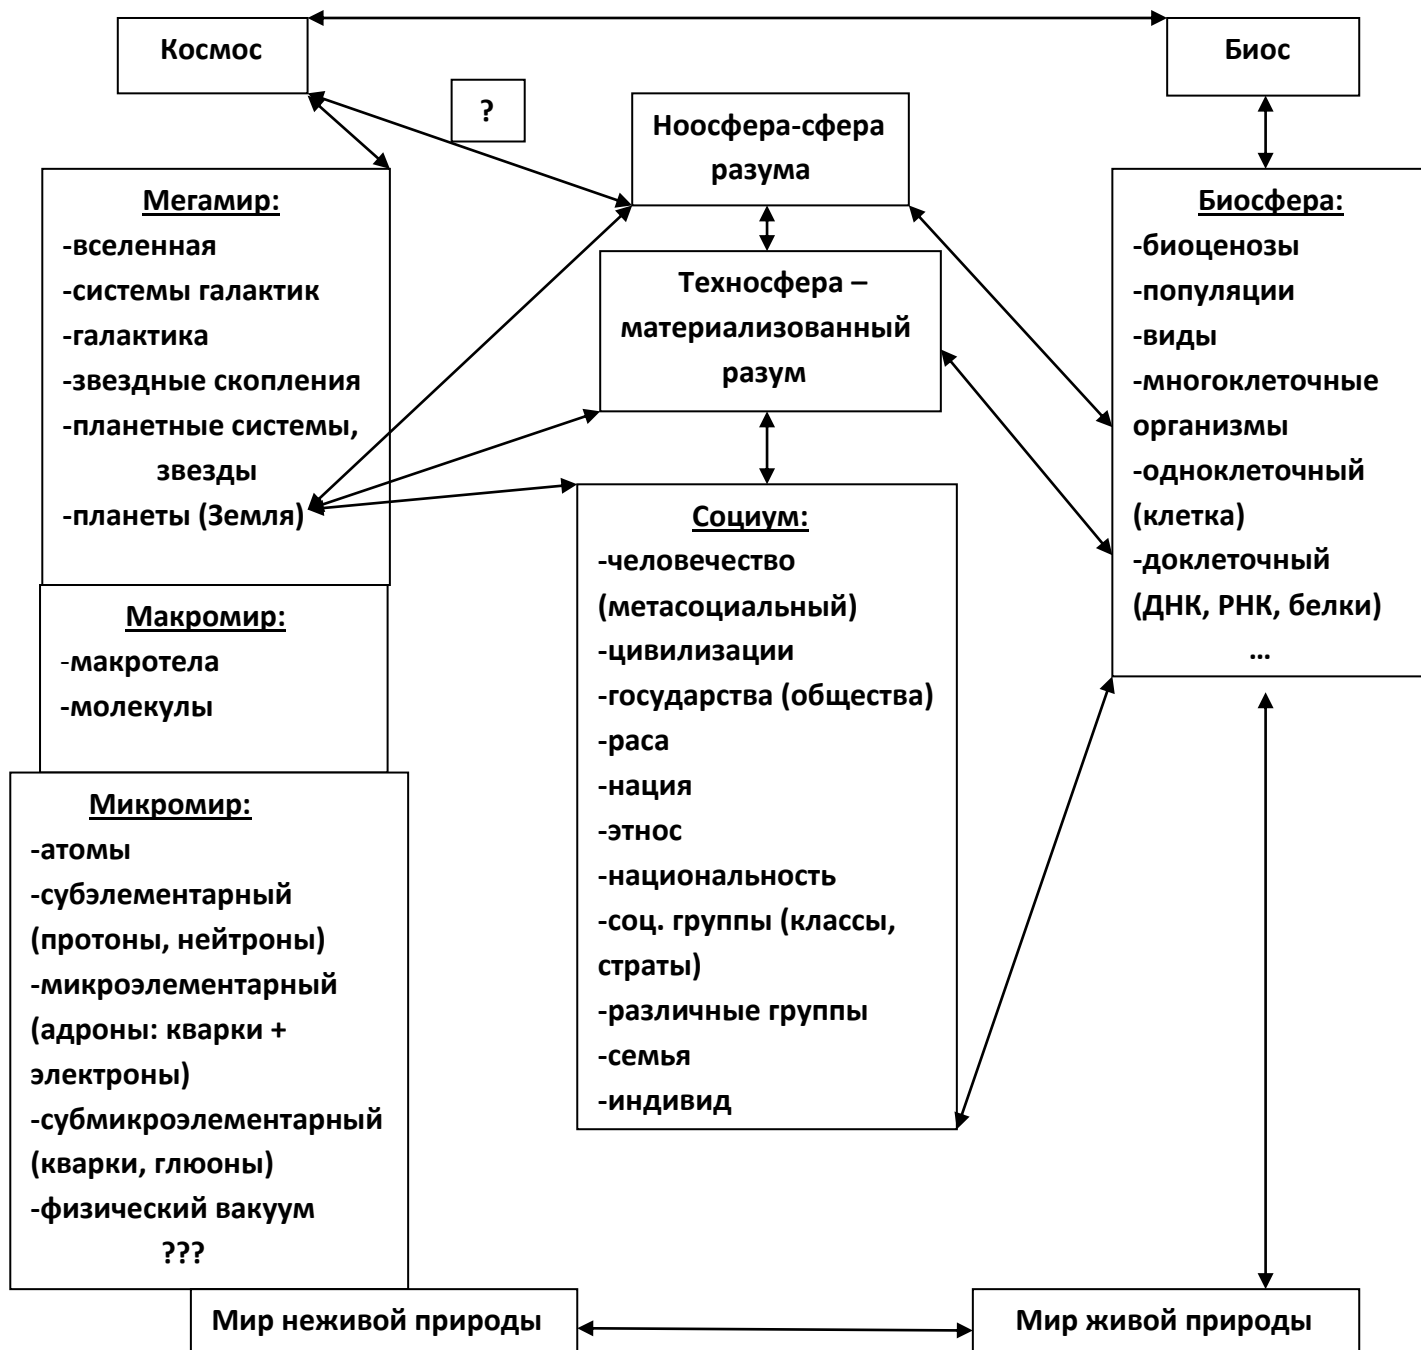 Космос
Биос
?
Ноосфера-сфера
разума
Мегамир:
-вселенная
-системы галактик
-галактика
-звездные скопления
-планетные системы,
звезды
-планеты (Земля)
Техносфера –
материализованный
разум
Биосфера:
-биоценозы
-популяции
-виды
-многоклеточные
организмы
-одноклеточный
(клетка)
-доклеточный
(ДНК, РНК, белки)
...
Макромир:
-макротела
-молекулы
Социум:
-человечество
(метасоциальный)
-цивилизации
-государства (общества)
-раса
-нация
-этнос
-национальность
-соц. группы (классы,
страты)
-различные группы
-семья
-индивид
Микромир:
-атомы
-субэлементарный
(протоны, нейтроны)
-микроэлементарный
(адроны: кварки +
электроны)
-субмикроэлементарный
(кварки, глюоны)
-физический вакуум
???
Мир неживой природы
Мир живой природы